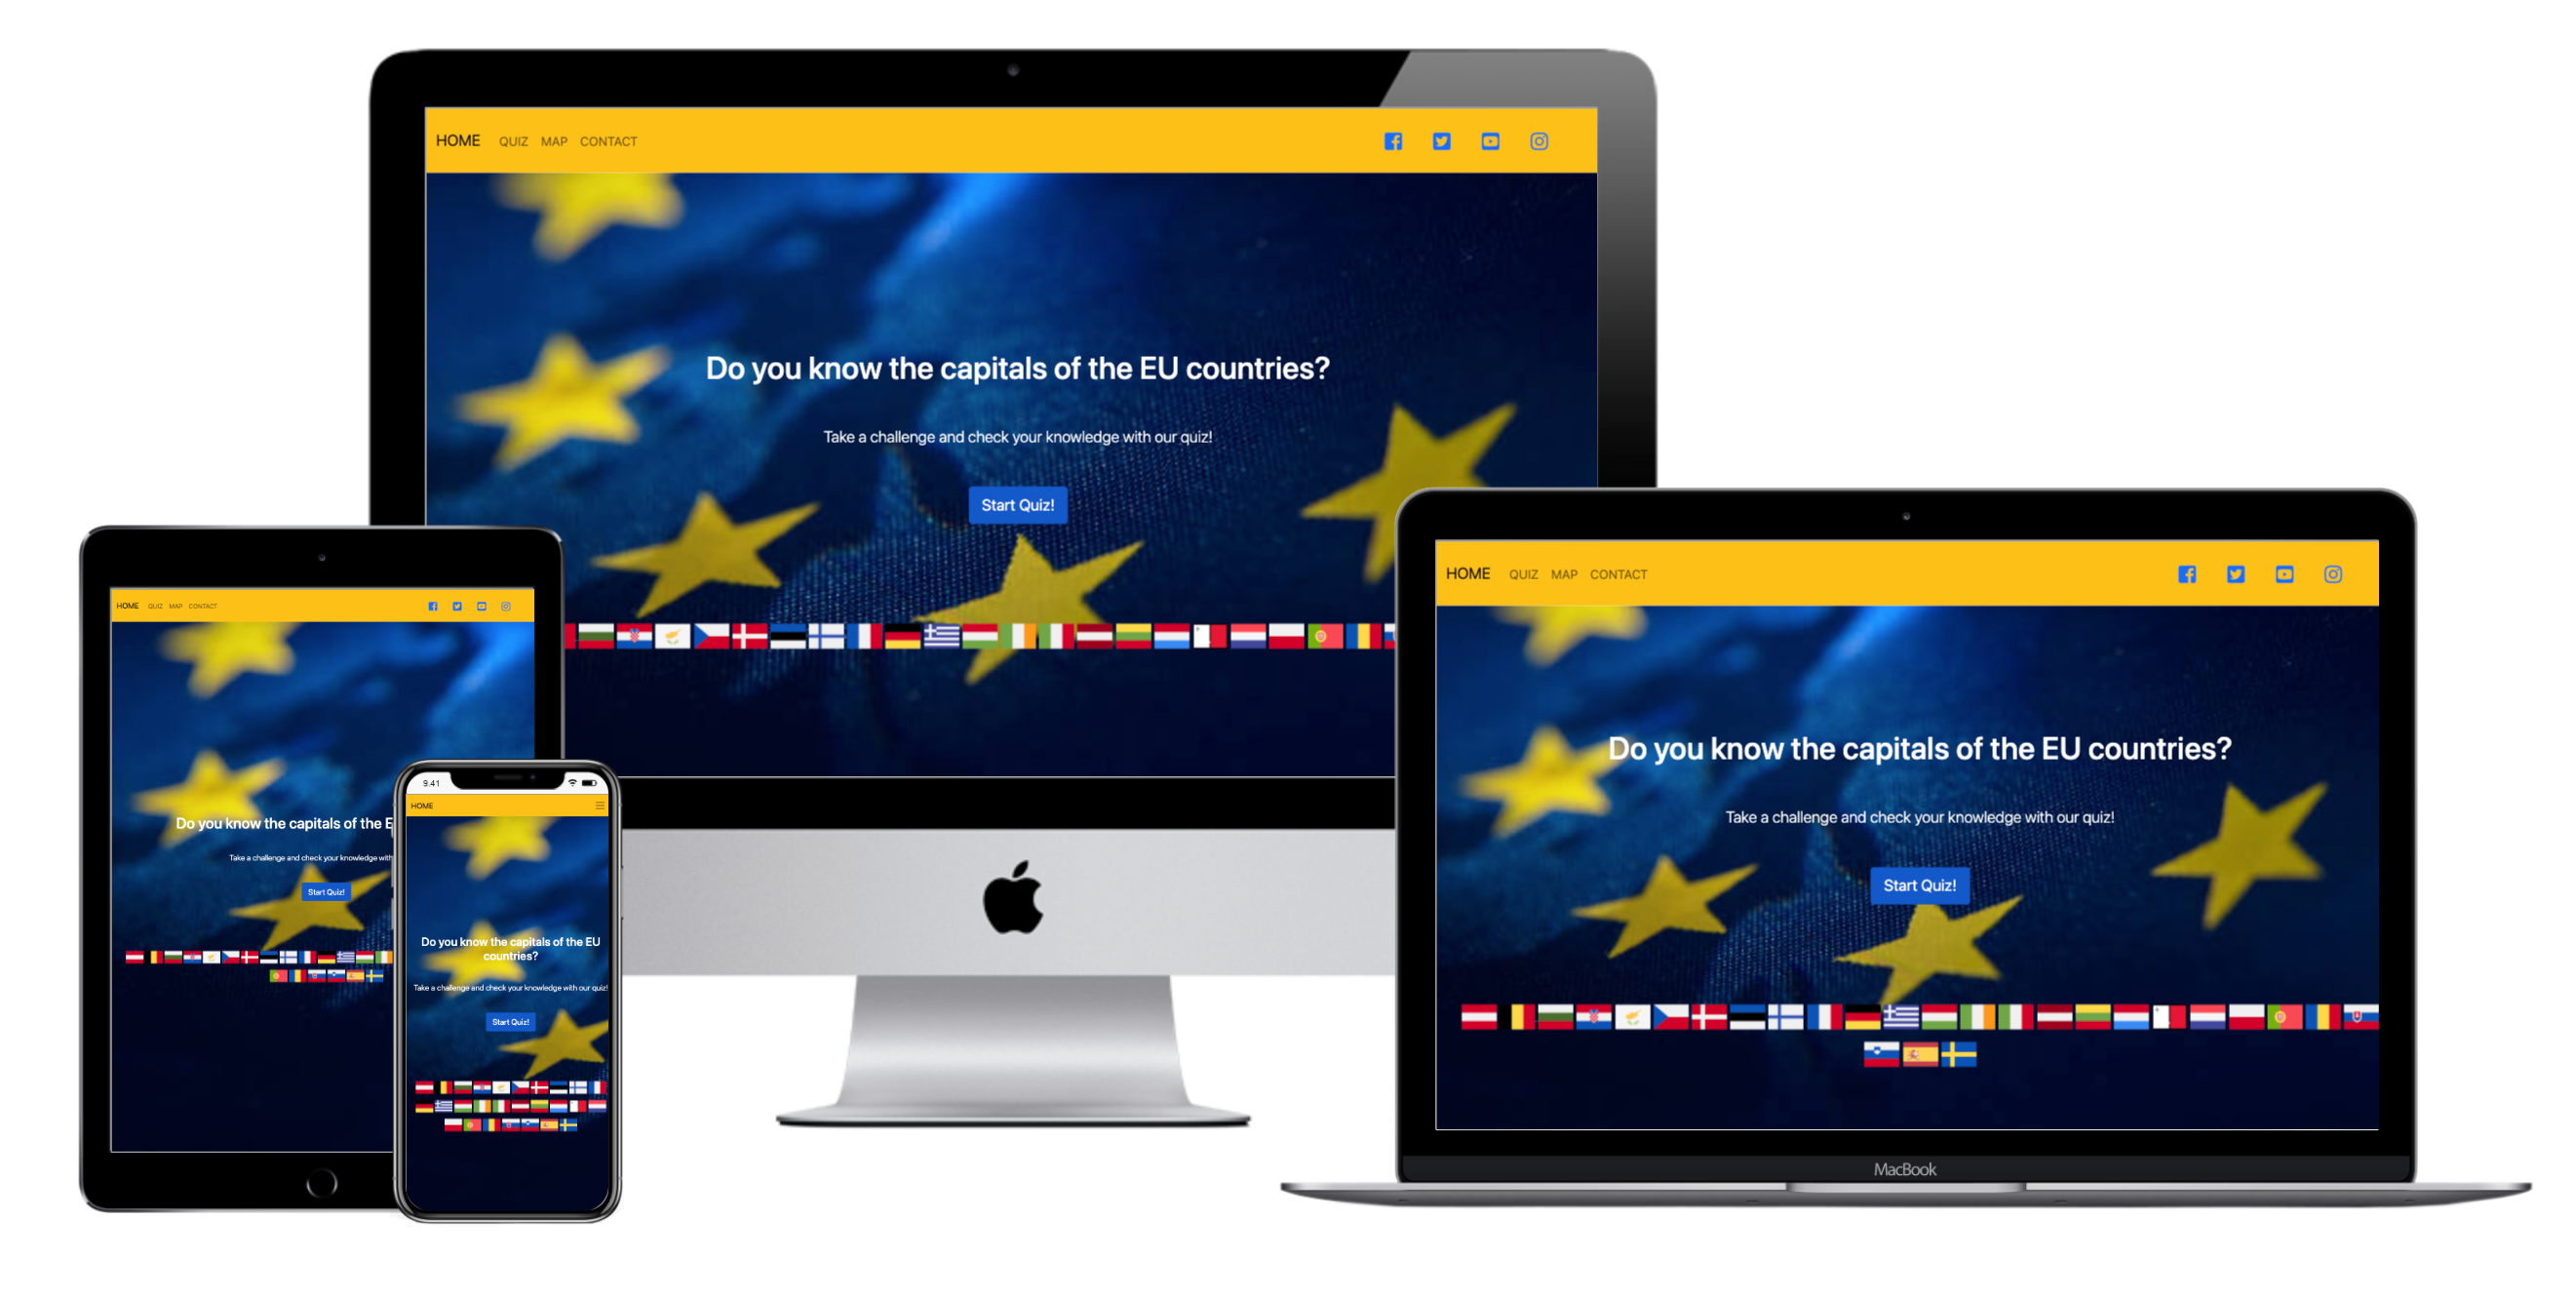 HOME QUIZ MAP CONTACT
Do you know the capitals of the EU countries?
Take a challenge and check your knowledge with our quiz!
Start Quiz!
HOME QUIZ MAP CONTACT
Do you know the capitals of the E
Take a challenge and check your knowledge with
Start Quiz!
9.41
HOME
Do you know the capitals of the EU
countries?
Take a challenge and check your knowledge with our quiz!
Start Quiz!
HOME QUIZ MAP CONTACT
Do you know the capitals of the EU countries?
Take a challenge and check your knowledge with our quiz!
Start Quiz!
MacBook